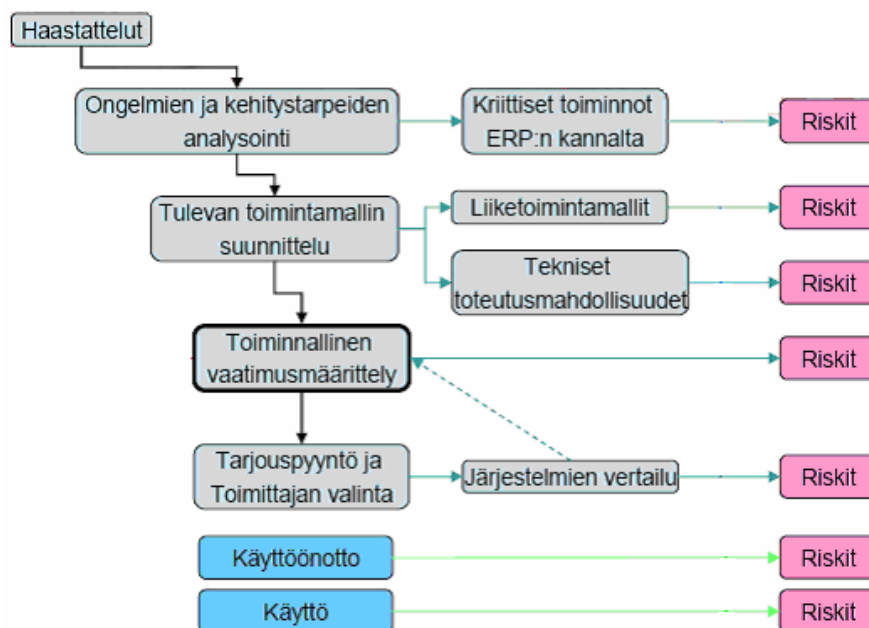 Haastattelut
Ongelmien ja kehitystarpeiden
analysointi
Kriittiset toiminnot
ERP:n kannalta
Riskit
Tulevan toimintamallin
suunnittelu
Liiketoimintamallit
Riskit
Tekniset
toteutusmahdollisuudet
Riskit
Toiminnallinen
vaatimusmäärittely
Riskit
Tarjouspyyntö ja
Toimittajan valinta
Järjestelmien vertailu
Riskit
Käyttöönotto
Riskit
Käyttö
Riskit